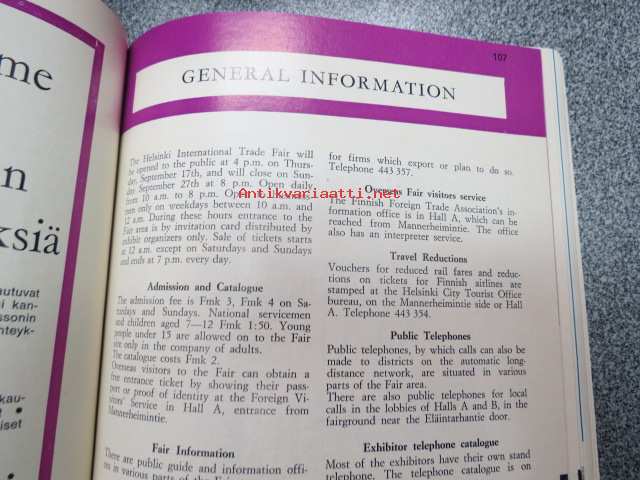 me
n
ksiä
autuvat
i kan-
ssonin
at
hteyk-
kau-
t •
iset
107
GENERAL INFORMATION
The Helsinki International Trade Fair will
be opened to the public at 4 p.m. on Thurs-
day, September 17th, and will close on Sun-
day September 27th at 8 p.m. Open daily
from 10 a.m. to 8 p.m. Open to
men only on weekdays between 10 a.m. and
12 a.m. During these hours entrance to the
Fair area is by invitation card distributed by
exhibit organizers only. Sale of tickets starts
at 12 a.m. except on Saturdays and Sundays
and ends at 7 p.m. every day.
Admission and Catalogue
The admission fee is Fmk 3, Fmk 4 on Sa-
turdays and Sundays. National servicemen
and children aged 7—12 Fmk 1:50. Young
people under 15 are allowed on to the Fair
site only in the company of adults.
The catalogue costs Fmk 2.
Overseas visitors to the Fair can obtain a
free entrance ticket by showing their pass-
port or proof of identity at the Foreign Vi-
sitors' Service in Hall A, entrance from
Mannerheimintie.
Fair Information
There are public guide and information offi-
ces in various parts of the Fair
for firms which export or plan to do so.
Telephone 443 357.
Overseas Fair visitors service
The Finnish Foreign Trade Association's in-
formation office is in Hall A, which can be
reached from Mannerheimintie. The office
also has an interpreter service.
Travel Reductions
Vouchers for reduced rail fares and reduc-
tions on tickets for Finnish airlines are
stamped at the Helsinki City Tourist Office
bureau, on the Mannerheimintie side or Hall
A. Telephone 443 354.
Public Telephones
Public telephones, by which calls can also be
made to districts on the automatic long-
distance network, are situated in various
parts of the Fair area.
There are also public telephones for local
calls in the lobbies of Halls A and B, in the
fairground near the Eläintarhantie door.
Exhibitor telephone catalogue
Most of the exhibitors have their own stand
telephone. The telephone catalogue is on
Antikvariaatti.net